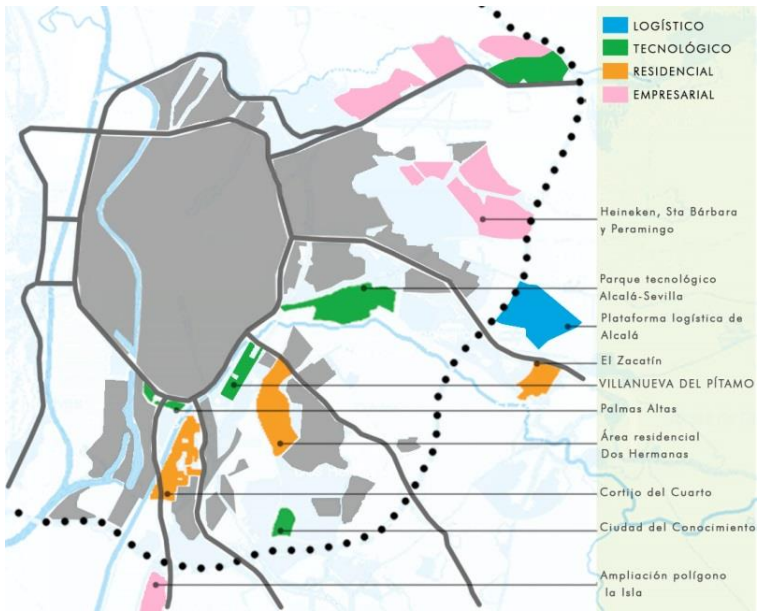 LOGÍSTICO
TECNOLÓGICO
RESIDENCIAL
EMPRESARIAL
Heineken, Sta Bárbara
y Peramingo
Parque tecnológico
Alcalá-Sevilla
Plataforma logística de
Alcalá
El Zacatín
VILLANUEVA DEL PÍTAMO
Palmas Altas
Área residencial
Dos Hermanas
Cortijo del Cuarto
Ciudad del Conocimiento
Ampliación polígono
la Isla